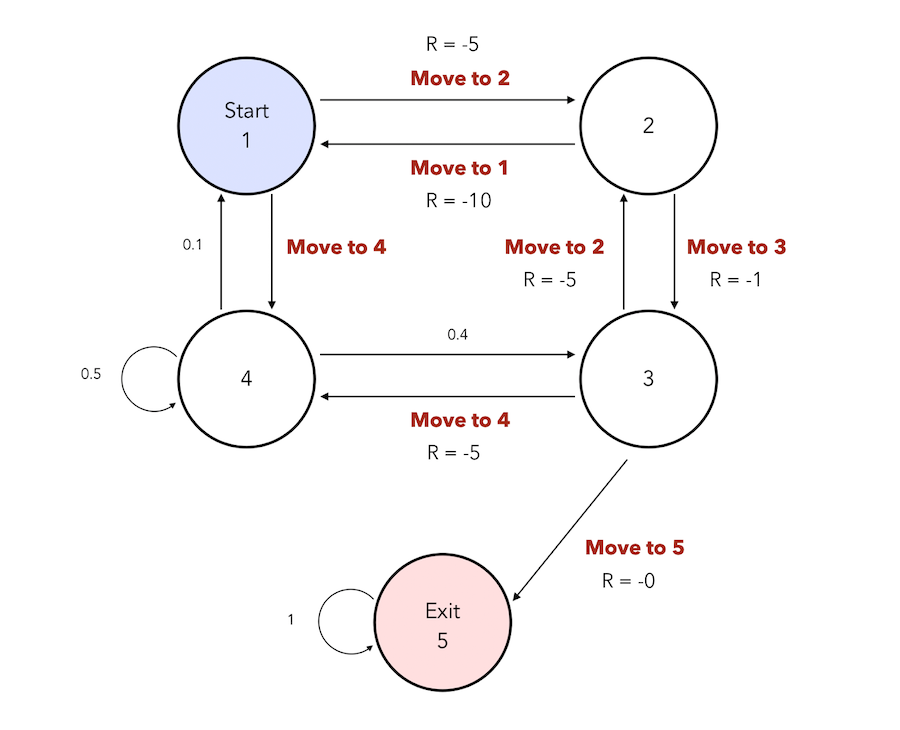 R = -5
Move to 2
Start
1
2
Move to 1
R = -10
0.1
Move to 4
Move to 2
R = -5
Move to 3
R = -1
0.5
4
0.4
3
Move to 4
R = -5
Move to 5
R = -0
1
Exit
5